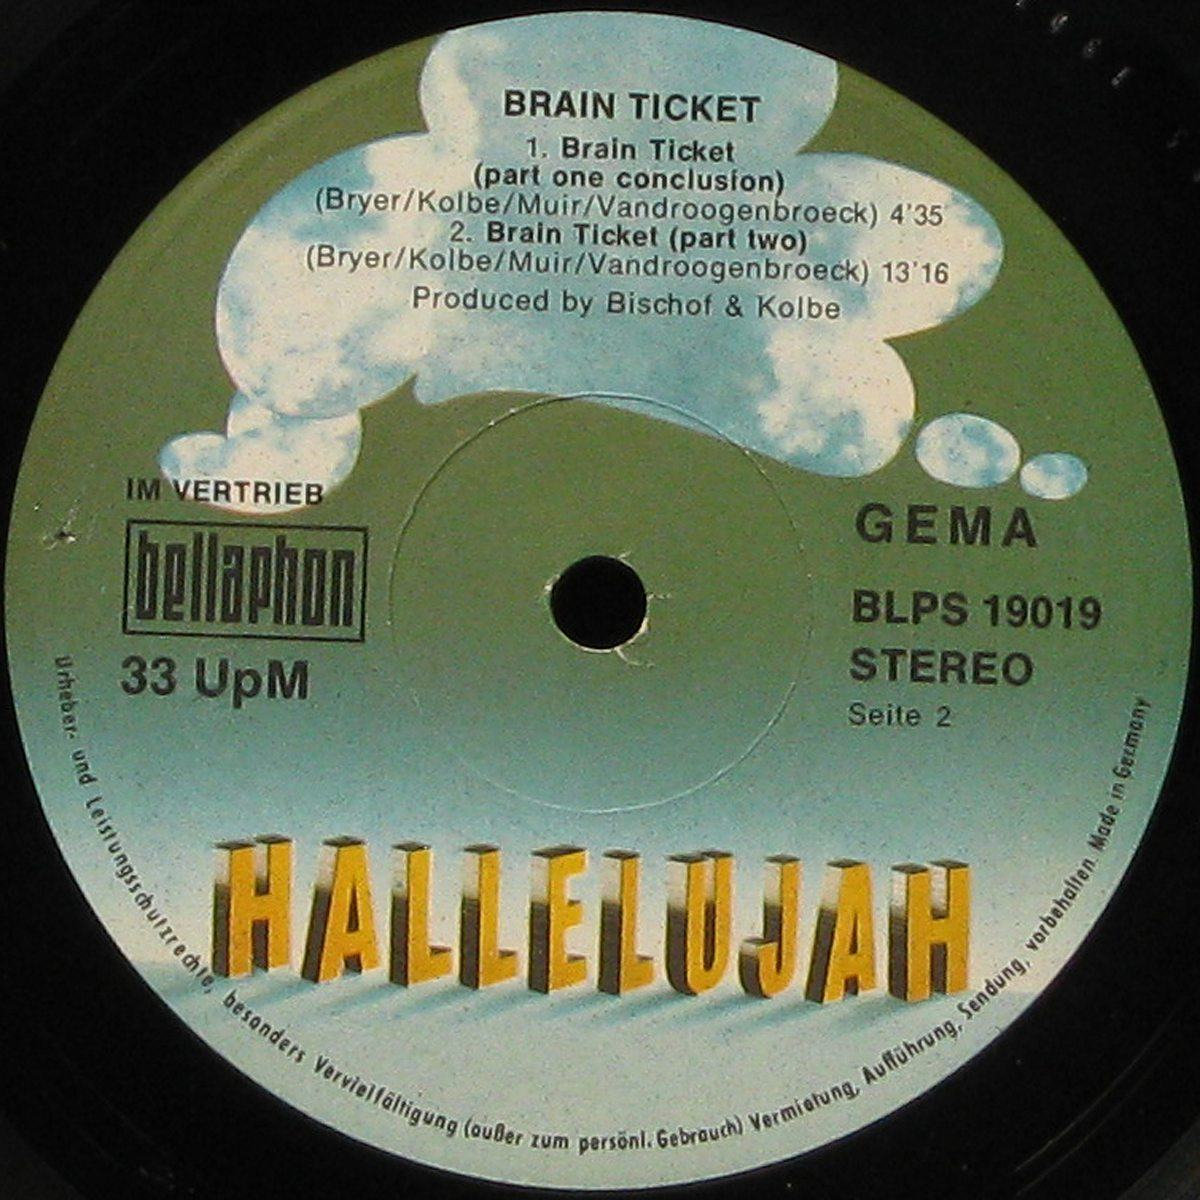 BRAIN TICKET
1. Brain Ticket
(part one conclusion)
(Bryer/Kolbe/Muir/Vandroogenbroeck) 4'35
2. Brain Ticket (part two)
(Bryer/Kolbe/Muir/Vandroogenbroeck) 13'16
Produced by Bischof & Kolbe
IM VERTRIEB
bellaphon
33 UpM
GEMA
BLPS 19019
STEREO
Seite 2
HALLELUJAH
Urheber- und Leistungsschutzrechte, besonders Vervielfältigung (außer zum persönl. Gebrauch) Vermietung, Aufführung, Sendung, vorbehalten. Made in Germany